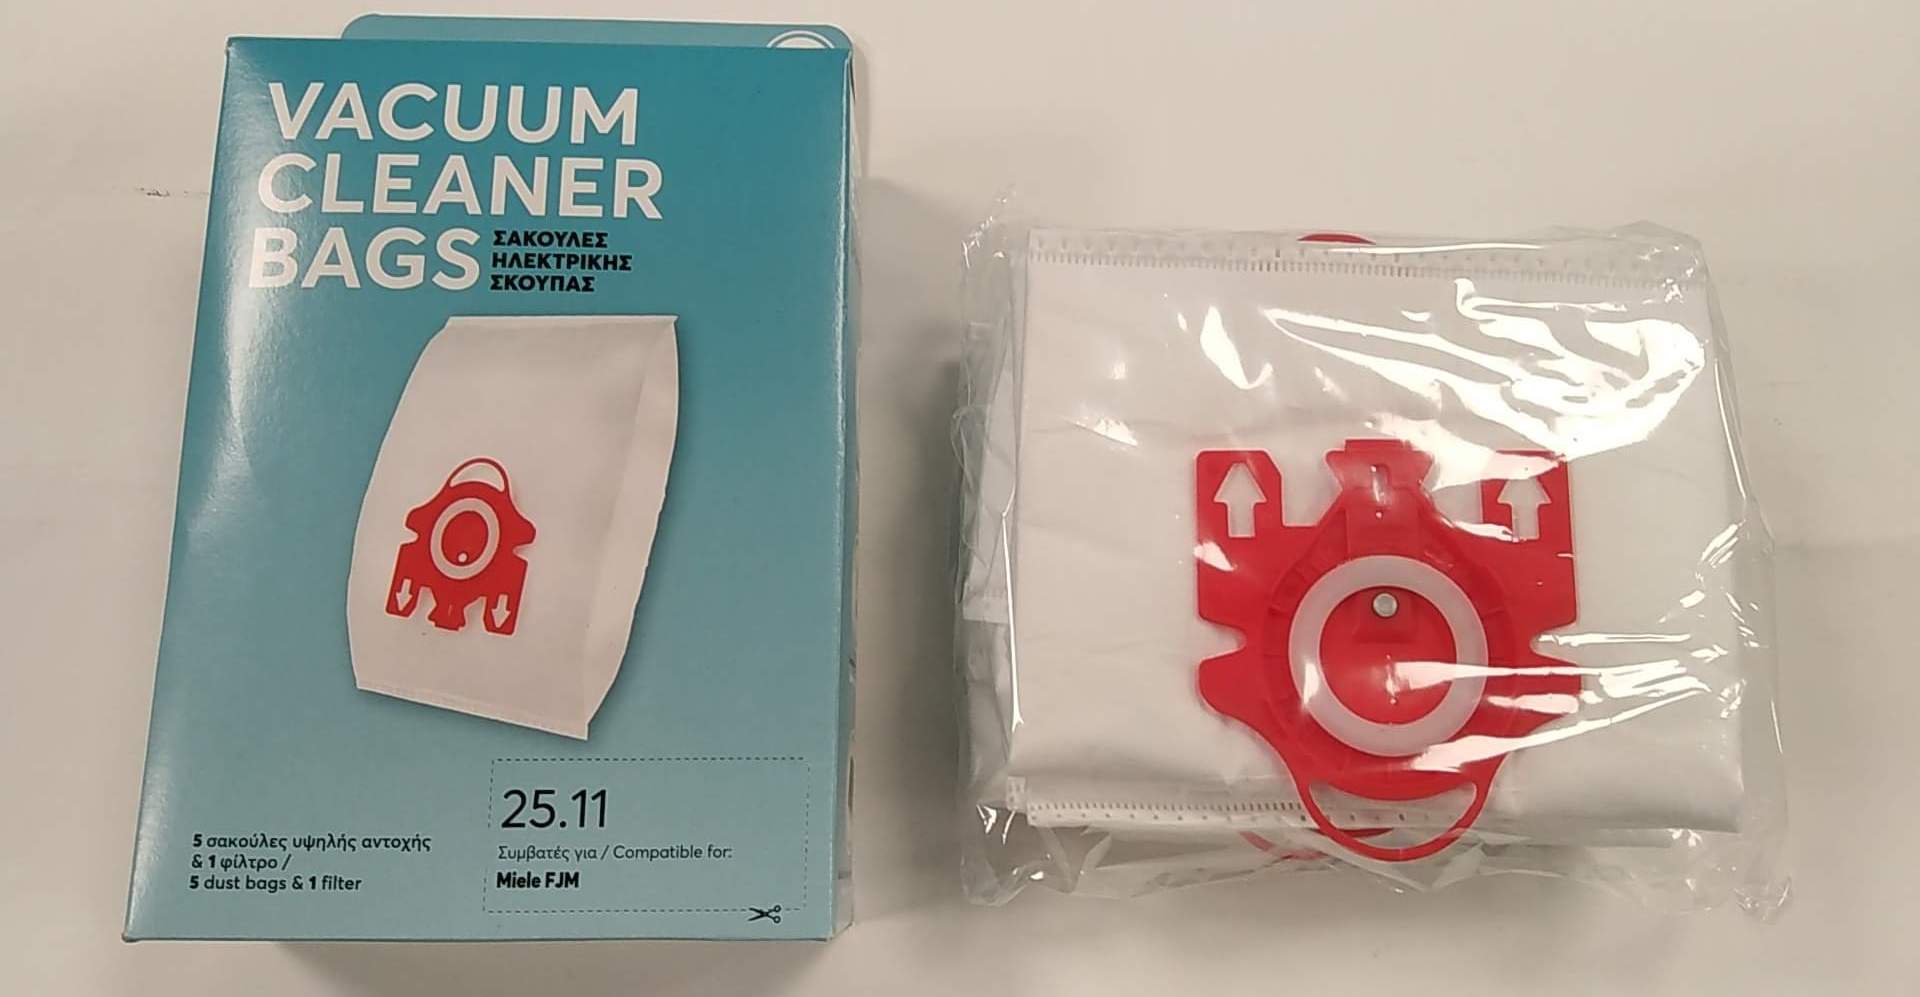 VACUUM
CLEANER
BAGS
ΣΑΚΟΥΛΕΣ
ΗΛΕΚΤΡΙΚΗΣ
ΣΚΟΥΠΑΣ
5 σακούλες υψηλής αντοχής
& 1 φίλτρο /
5 dust bags & 1 filter
25.11
Συμβατές για / Compatible for:
Miele FJM